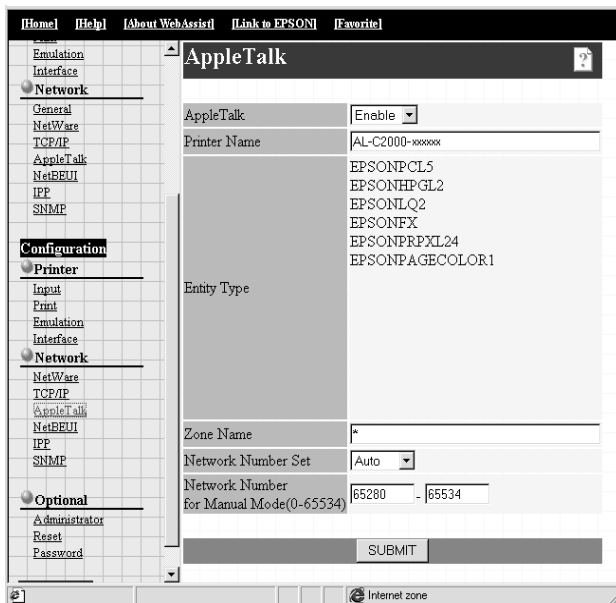 [Home] [Help] [About WebAssist] [Link to EPSON] [Favorite]
Emulation
Interface
Network
General
NetWare
TCP/IP
AppleTalk
NetBEUI
IPP
SNMP
Configuration
Printer
Input
Print
Emulation
Interface
Network
NetWare
TCP/IP
AppleTalk
NetBEUI
IPP
SNMP
Optional
Administrator
Reset
Password
AppleTalk
?
AppleTalk Enable
Printer Name AL-C2000-xxxxxx
Entity Type
EPSONPCL5
EPSONHPGL2
EPSONLQ2
EPSONFX
EPSONPRPXL24
EPSONPAGECOLOR1
Zone Name *
Network Number Set Auto
Network Number
for Manual Mode(0-65534) 65280 - 65534
SUBMIT
Internet zone